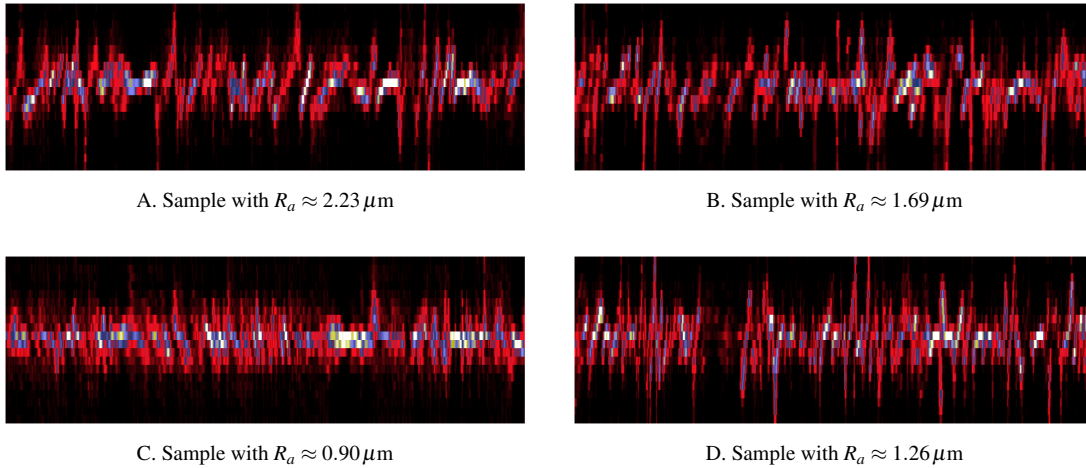 A. Sample with Rₐ ≈ 2.23 μm
B. Sample with Rₐ ≈ 1.69 μm
C. Sample with Rₐ ≈ 0.90 μm
D. Sample with Rₐ ≈ 1.26 μm